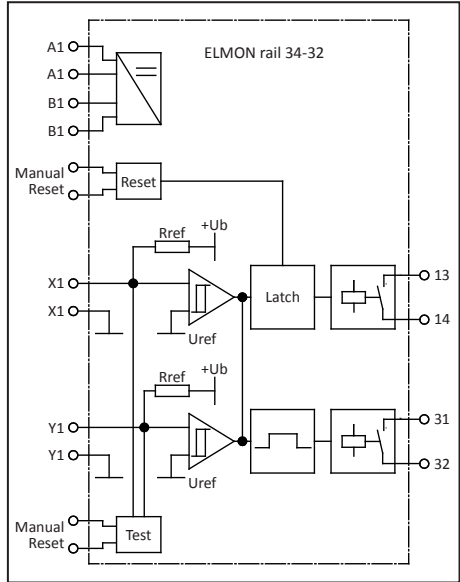 ELMON rail 34-32
A1
A1
B1
B1
Manual
Reset
Reset
Rref
+Ub
X1
X1
Uref
Latch
13
14
Rref
+Ub
Y1
Y1
Uref
31
32
Manual
Reset
Test